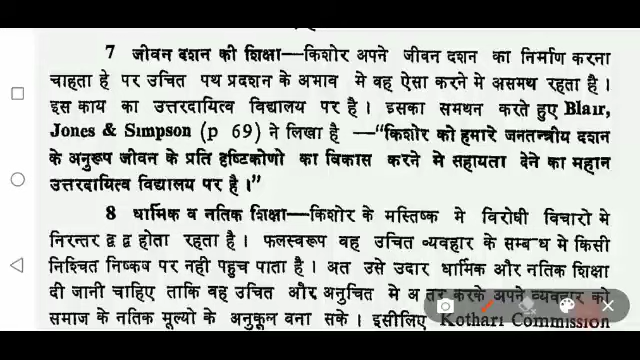 7 जीवन दशन की शिक्षा—किशोर अपने जीवन दशन का निर्माण करना
चाहता हे पर उचित पथ प्रदशन के अभाव मे वह ऐसा करने मे असमथ रहता है ।
इस काय का उत्तरदायित्व विद्यालय पर है । इसका समथन करते हुए Blair,
Jones & Simpson (p 69) ने लिखा है —“किशोर को हमारे जनतन्त्रीय दशन
के अनुरूप जीवन के प्रति दृष्टिकोणो का विकास करने मे सहायता देने का महान
उत्तरदायित्व विद्यालय पर है ।”
8 धार्मिक व नतिक शिक्षा—किशोर के मस्तिष्क मे विरोधी विचारो मे
निरन्तर द्व द्व होता रहता है । फलस्वरूप वह उचित व्यवहार के सम्ब ध मे किसी
निश्चित निष्कष पर नही पहुच पाता है । अत उसे उदार धार्मिक और नतिक शिक्षा
दी जानी चाहिए ताकि वह उचित और अनुचित मे अ तर करके अपने व्यवहार को
समाज के नतिक मूल्यो के अनुकूल बना सके । इसीलिए Kothari Commission